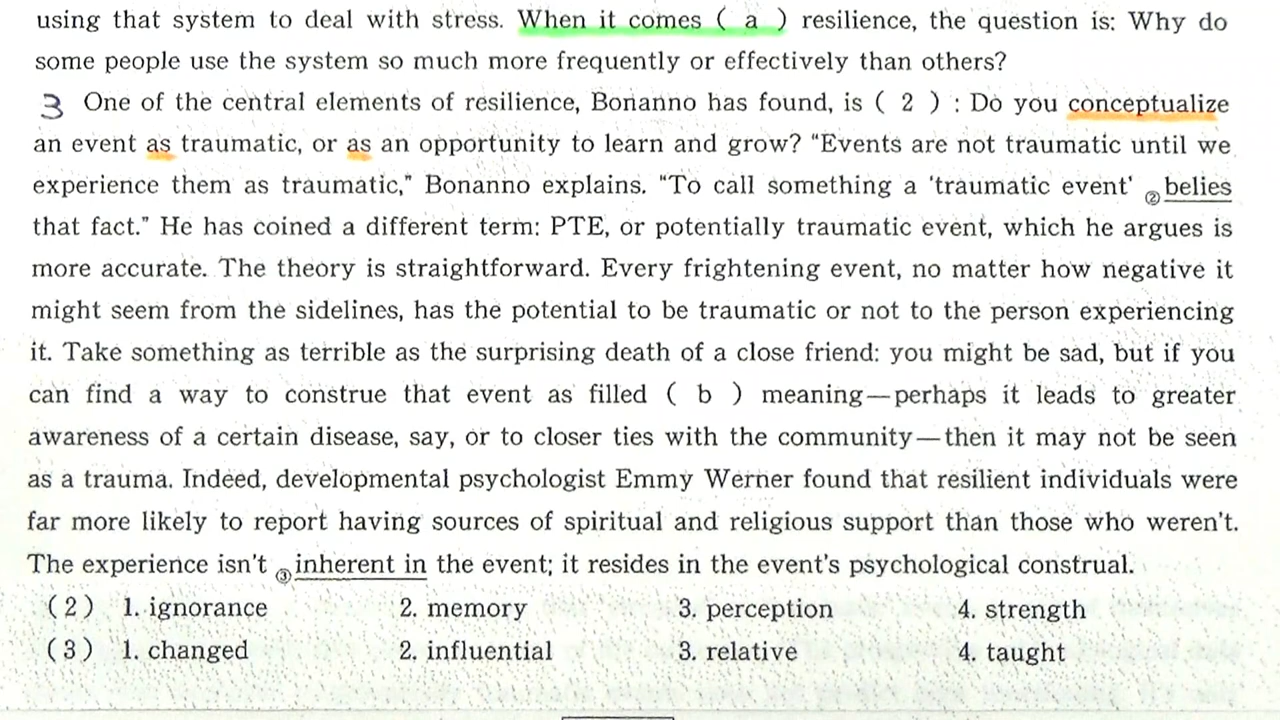 using that system to deal with stress. When it comes ( a ) resilience, the question is: Why do
some people use the system so much more frequently or effectively than others?
3 One of the central elements of resilience, Bonanno has found, is ( 2 ) : Do you conceptualize
an event as traumatic, or as an opportunity to learn and grow? “Events are not traumatic until we
experience them as traumatic,” Bonanno explains. “To call something a ‘traumatic event’ ②belies
that fact.” He has coined a different term: PTE, or potentially traumatic event, which he argues is
more accurate. The theory is straightforward. Every frightening event, no matter how negative it
might seem from the sidelines, has the potential to be traumatic or not to the person experiencing
it. Take something as terrible as the surprising death of a close friend: you might be sad, but if you
can find a way to construe that event as filled ( b ) meaning—perhaps it leads to greater
awareness of a certain disease, say, or to closer ties with the community—then it may not be seen
as a trauma. Indeed, developmental psychologist Emmy Werner found that resilient individuals were
far more likely to report having sources of spiritual and religious support than those who weren't.
The experience isn't ③inherent in the event; it resides in the event's psychological construal.
(2) 1. ignorance 2. memory 3. perception 4. strength
(3) 1. changed 2. influential 3. relative 4. taught